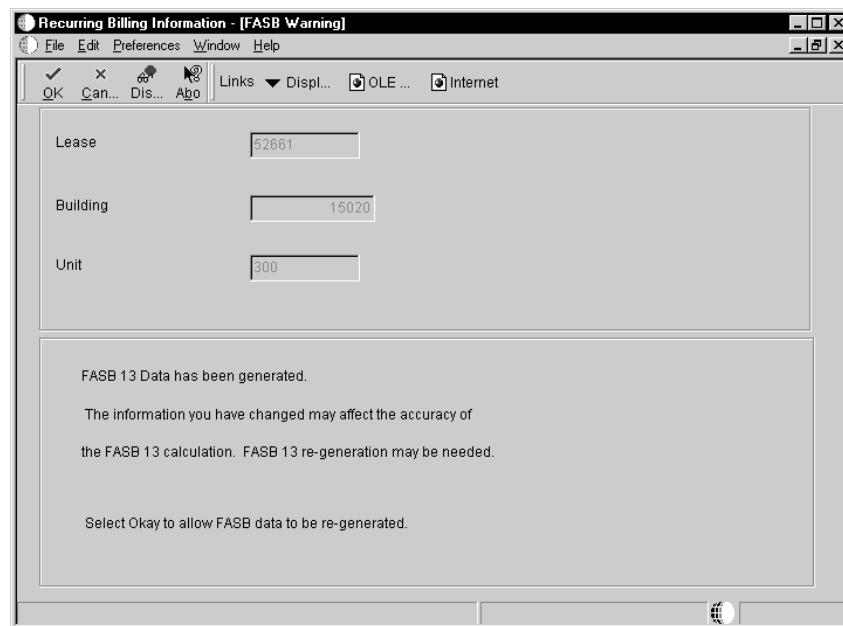 Recurring Billing Information - [FASB Warning]
File Edit Preferences Window Help
OK Can... Dis... Abo Links Displ... OLE ... Internet
Lease 52661
Building 15020
Unit 300
FASB 13 Data has been generated.
The information you have changed may affect the accuracy of
the FASB 13 calculation. FASB 13 re-generation may be needed.
Select Okay to allow FASB data to be re-generated.